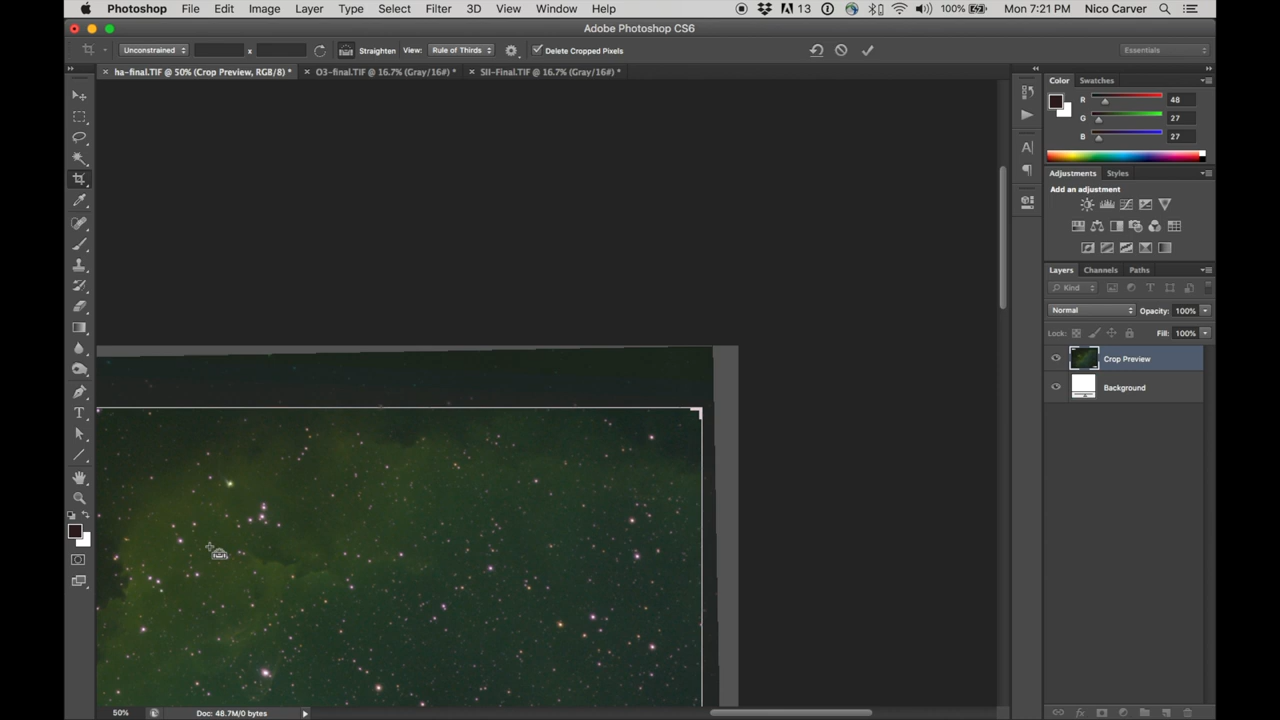 Photoshop File Edit Image Layer Type Select Filter 3D View Window Help 13 100% Mon 7:21 PM Nico Carver
Adobe Photoshop CS6
Unconstrained x Straighten View: Rule of Thirds Delete Cropped Pixels Essentials
ha-final.TIF @ 50% (Crop Preview, RGB/8) * O3-final.TIF @ 16.7% (Gray/16#) * SII-Final.TIF @ 16.7% (Gray/16#) *
Color Swatches
R 48
G 27
B 27
Adjustments Styles
Add an adjustment
Layers Channels Paths
Kind
Normal Opacity: 100%
Lock: Fill: 100%
Crop Preview
Background
50% Doc: 48.7M/0 bytes